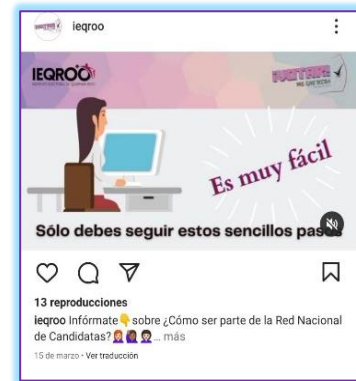 ieqroo
IEQROO
Es muy fácil
Sólo debes seguir estos sencillos pasos
13 reproducciones
ieqroo Infórmate👇sobre ¿Cómo ser parte de la Red Nacional
de Candidatas?👩‍🦰🙋🏾‍♀️👩🏻‍🦱... más
15 de marzo · Ver traducción